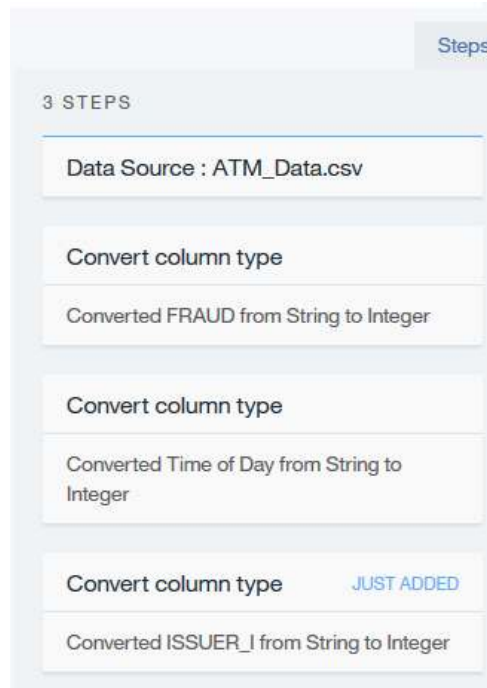 Steps
3 STEPS
Data Source : ATM_Data.csv
Convert column type
Converted FRAUD from String to Integer
Convert column type
Converted Time of Day from String to
Integer
Convert column type JUST ADDED
Converted ISSUER_I from String to Integer